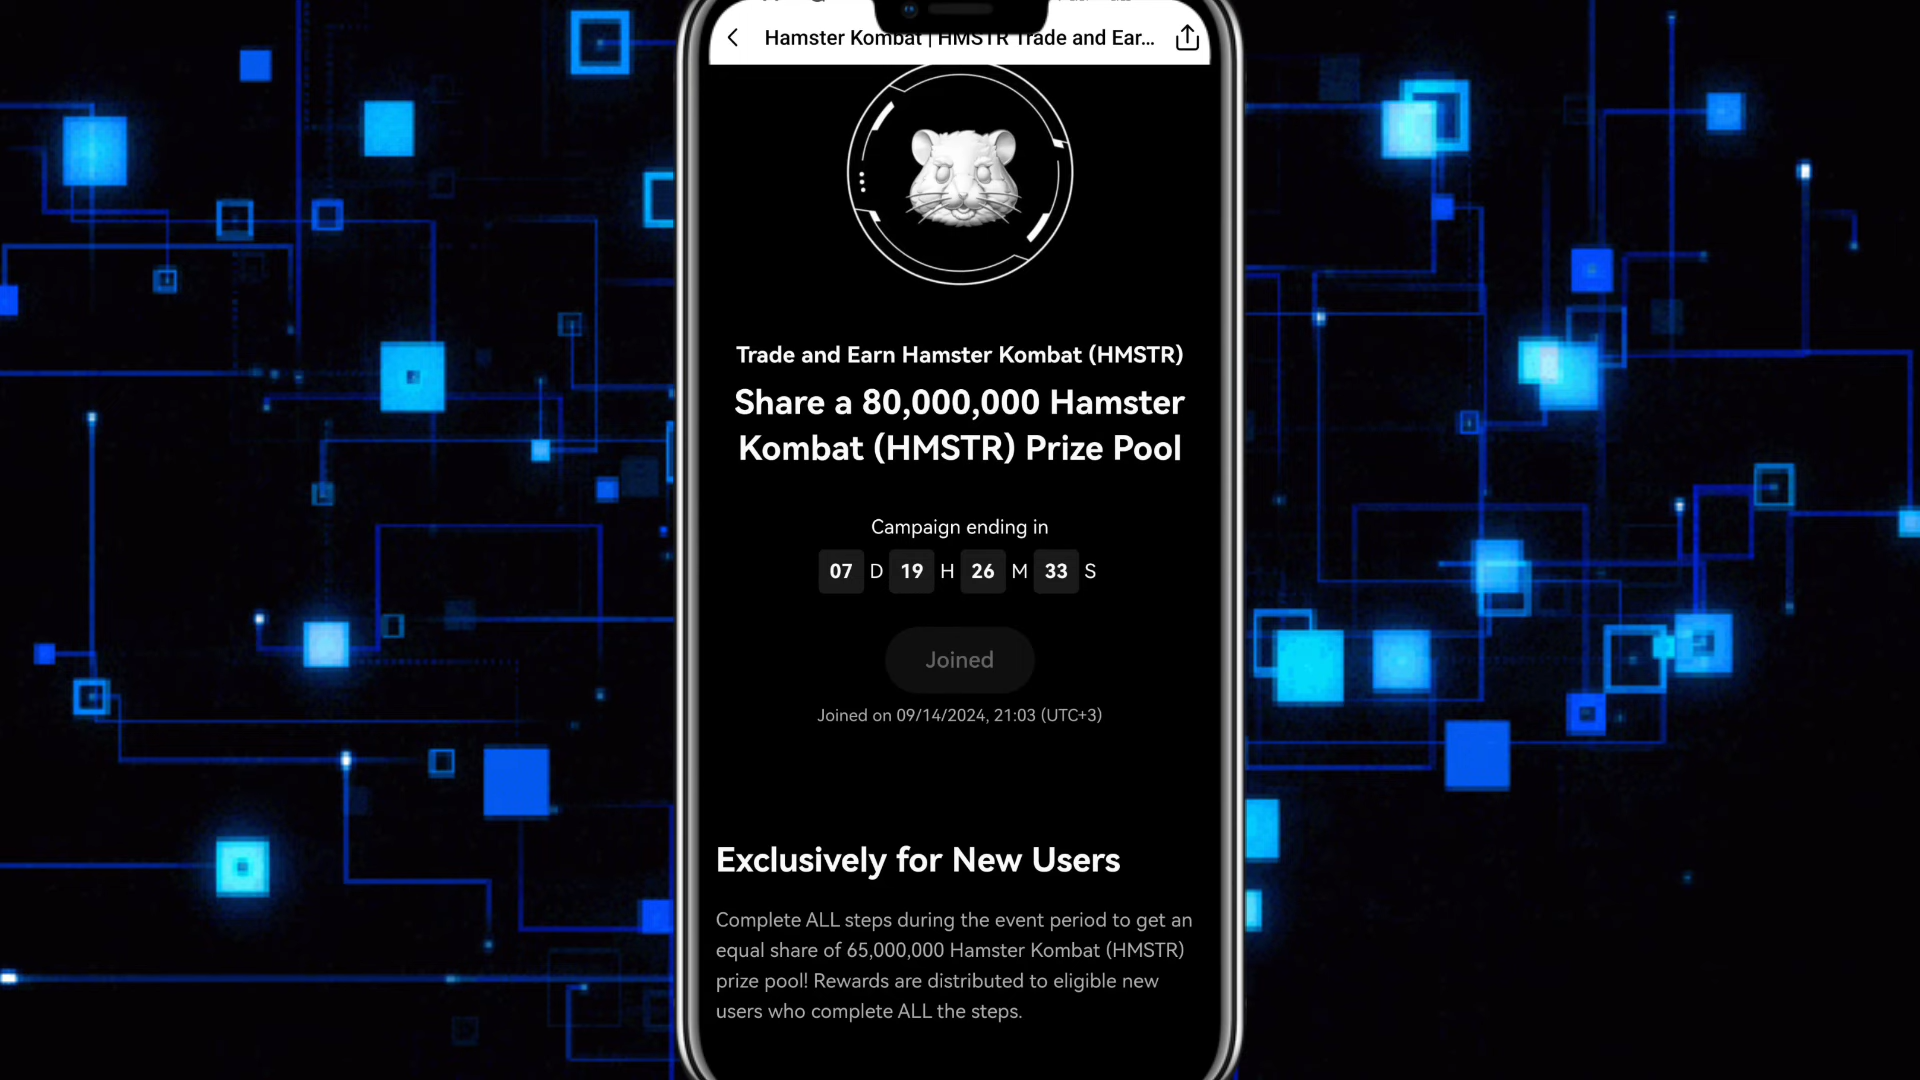 Hamster Kombat | HMSTR Trade and Ear...
Trade and Earn Hamster Kombat (HMSTR)
Share a 80,000,000 Hamster
Kombat (HMSTR) Prize Pool
Campaign ending in
07 D 19 H 26 M 33 S
Joined
Joined on 09/14/2024, 21:03 (UTC+3)
Exclusively for New Users
Complete ALL steps during the event period to get an
equal share of 65,000,000 Hamster Kombat (HMSTR)
prize pool! Rewards are distributed to eligible new
users who complete ALL the steps.